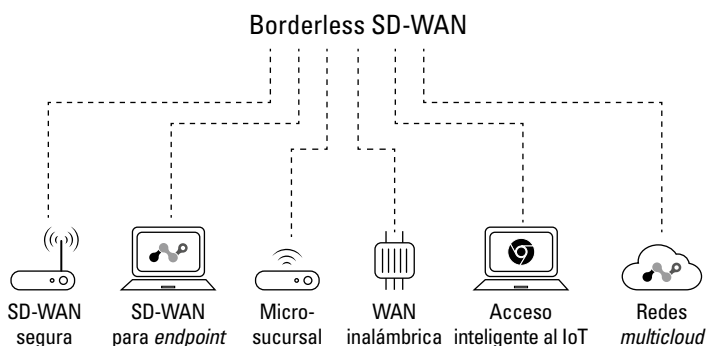 Borderless SD-WAN
SD-WAN
segura
SD-WAN
para endpoint
Micro-
sucursal
WAN
inalámbrica
Acceso
inteligente al IoT
Redes
multicloud